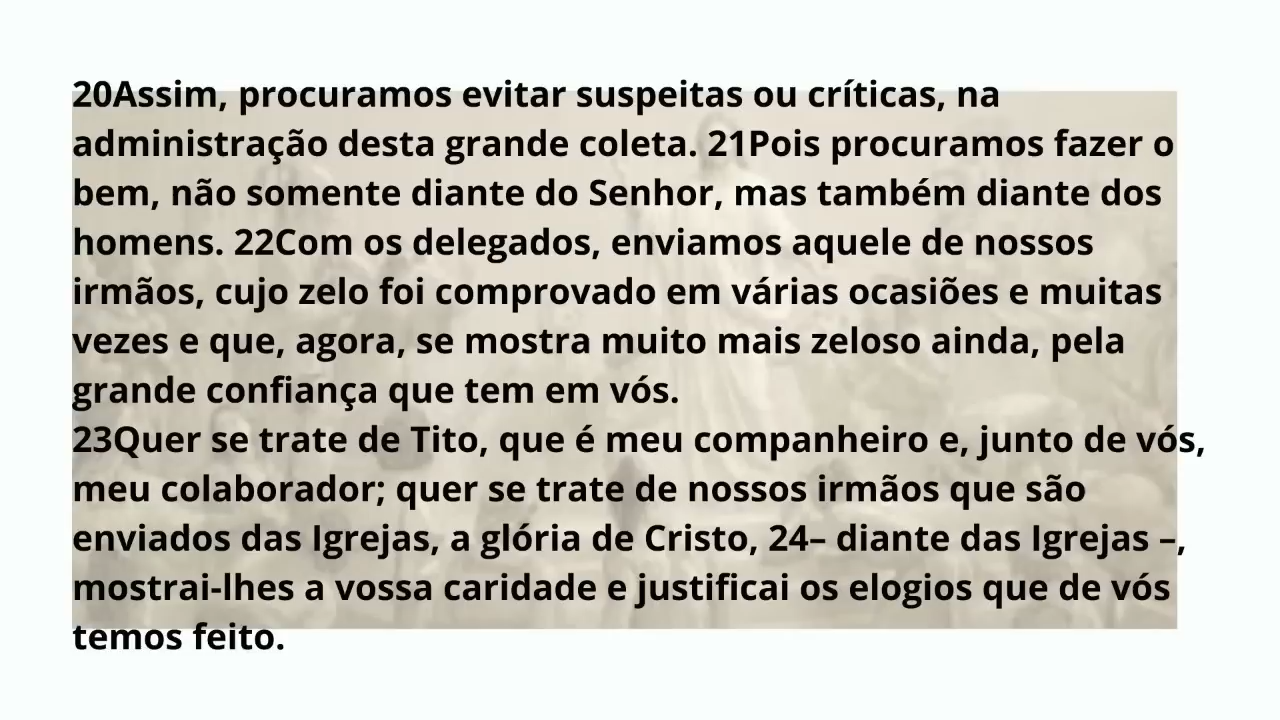 20Assim, procuramos evitar suspeitas ou críticas, na
administração desta grande coleta. 21Pois procuramos fazer o
bem, não somente diante do Senhor, mas também diante dos
homens. 22Com os delegados, enviamos aquele de nossos
irmãos, cujo zelo foi comprovado em várias ocasiões e muitas
vezes e que, agora, se mostra muito mais zeloso ainda, pela
grande confiança que tem em vós.
23Quer se trate de Tito, que é meu companheiro e, junto de vós,
meu colaborador; quer se trate de nossos irmãos que são
enviados das Igrejas, a glória de Cristo, 24– diante das Igrejas –,
mostrai-lhes a vossa caridade e justificai os elogios que de vós
temos feito.